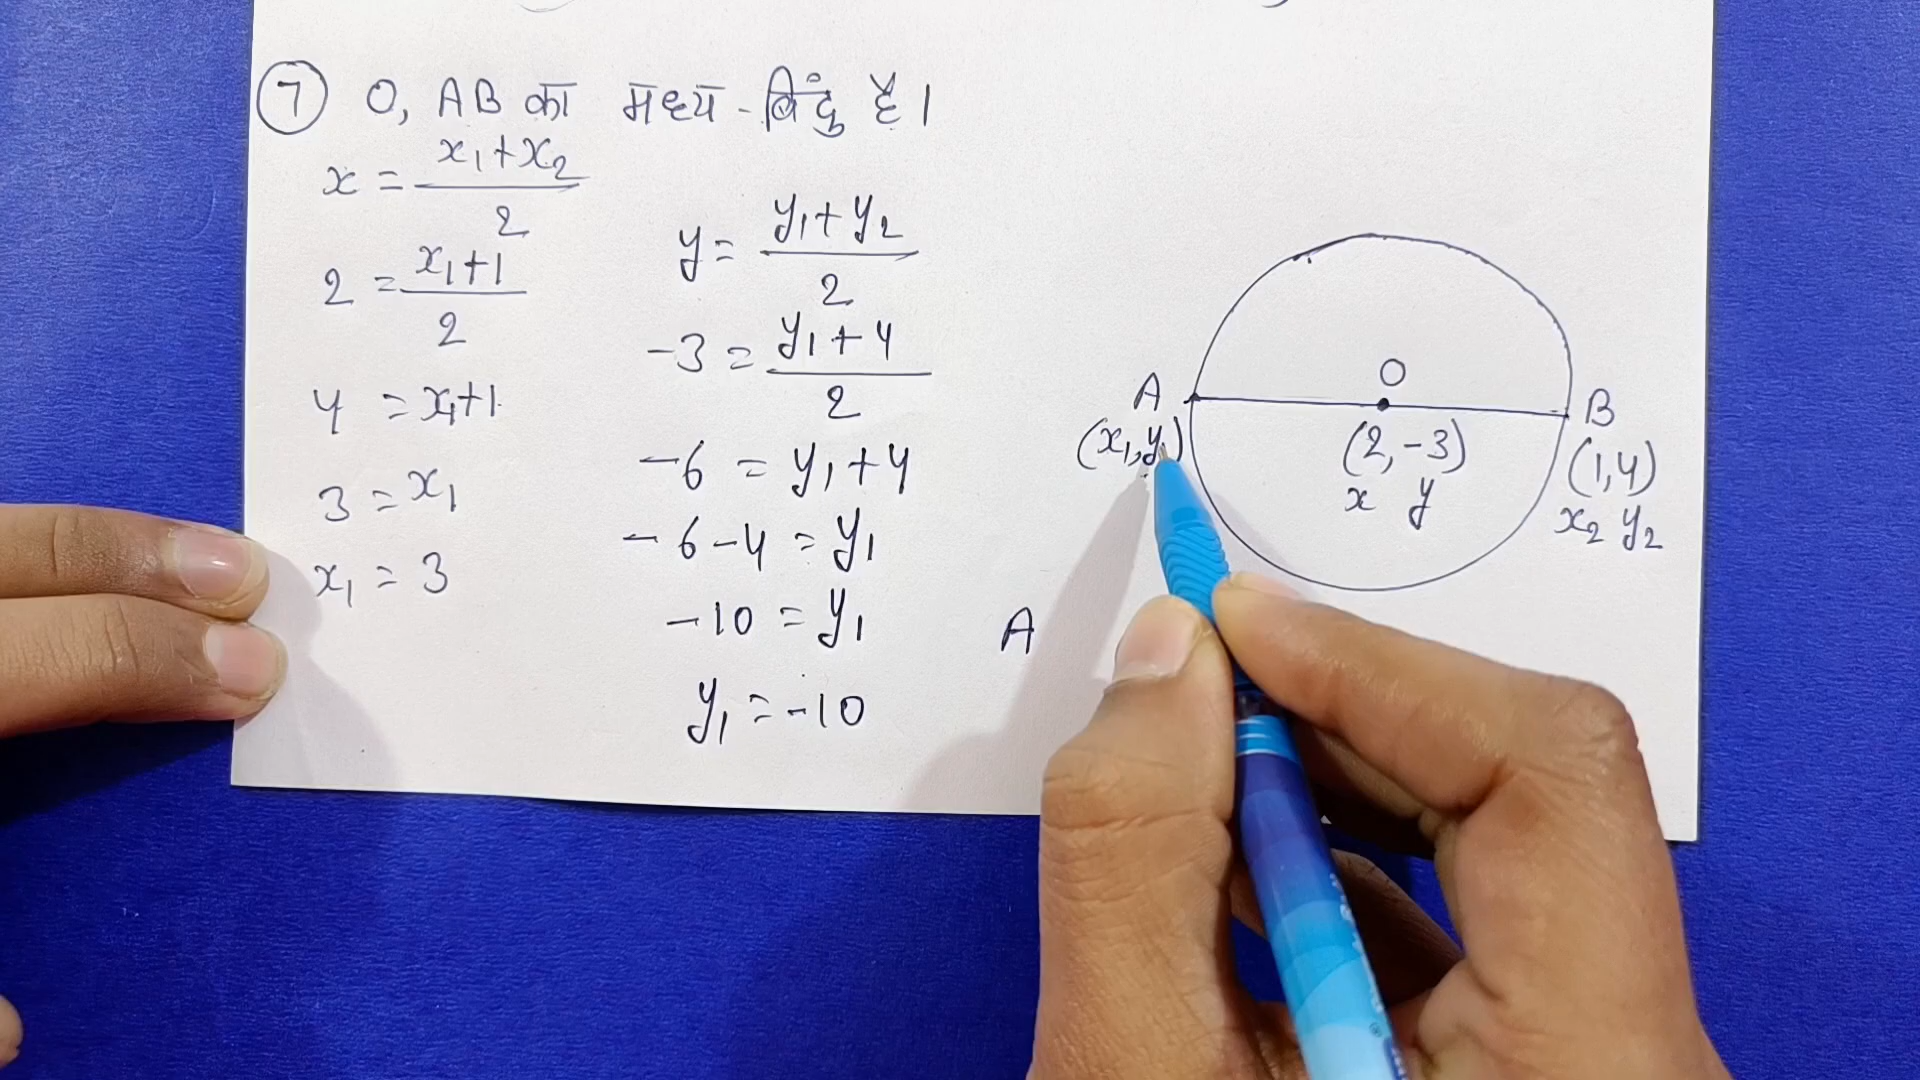 7 O, AB का मध्य-बिंदु है।
x = x₁+x₂ / 2
2 = x₁+1 / 2
4 = x₁+1
3 = x₁
x₁ = 3
y = y₁+y₂ / 2
-3 = y₁+4 / 2
-6 = y₁+4
-6-4 = y₁
-10 = y₁
y₁ = -10
A
O
A B
(x₁,y₁) (2,-3) (1,4)
x y x₂ y₂